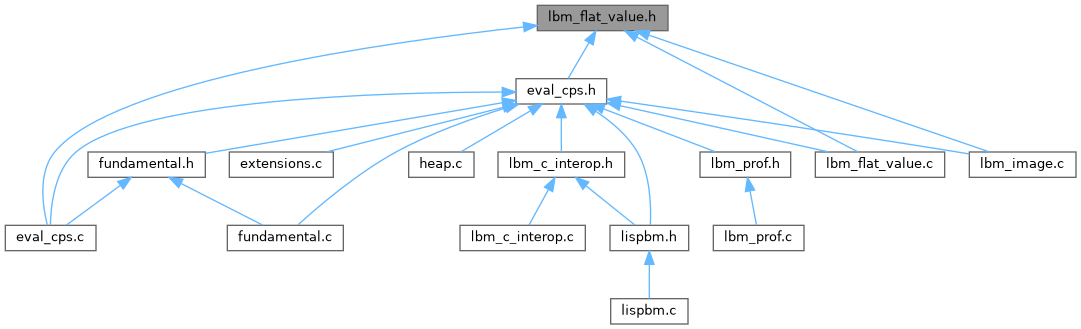 lbm_flat_value.h
eval_cps.h
fundamental.h
extensions.c
heap.c
lbm_c_interop.h
lbm_prof.h
lbm_flat_value.c
lbm_image.c
eval_cps.c
fundamental.c
lbm_c_interop.c
lispbm.h
lbm_prof.c
lispbm.c